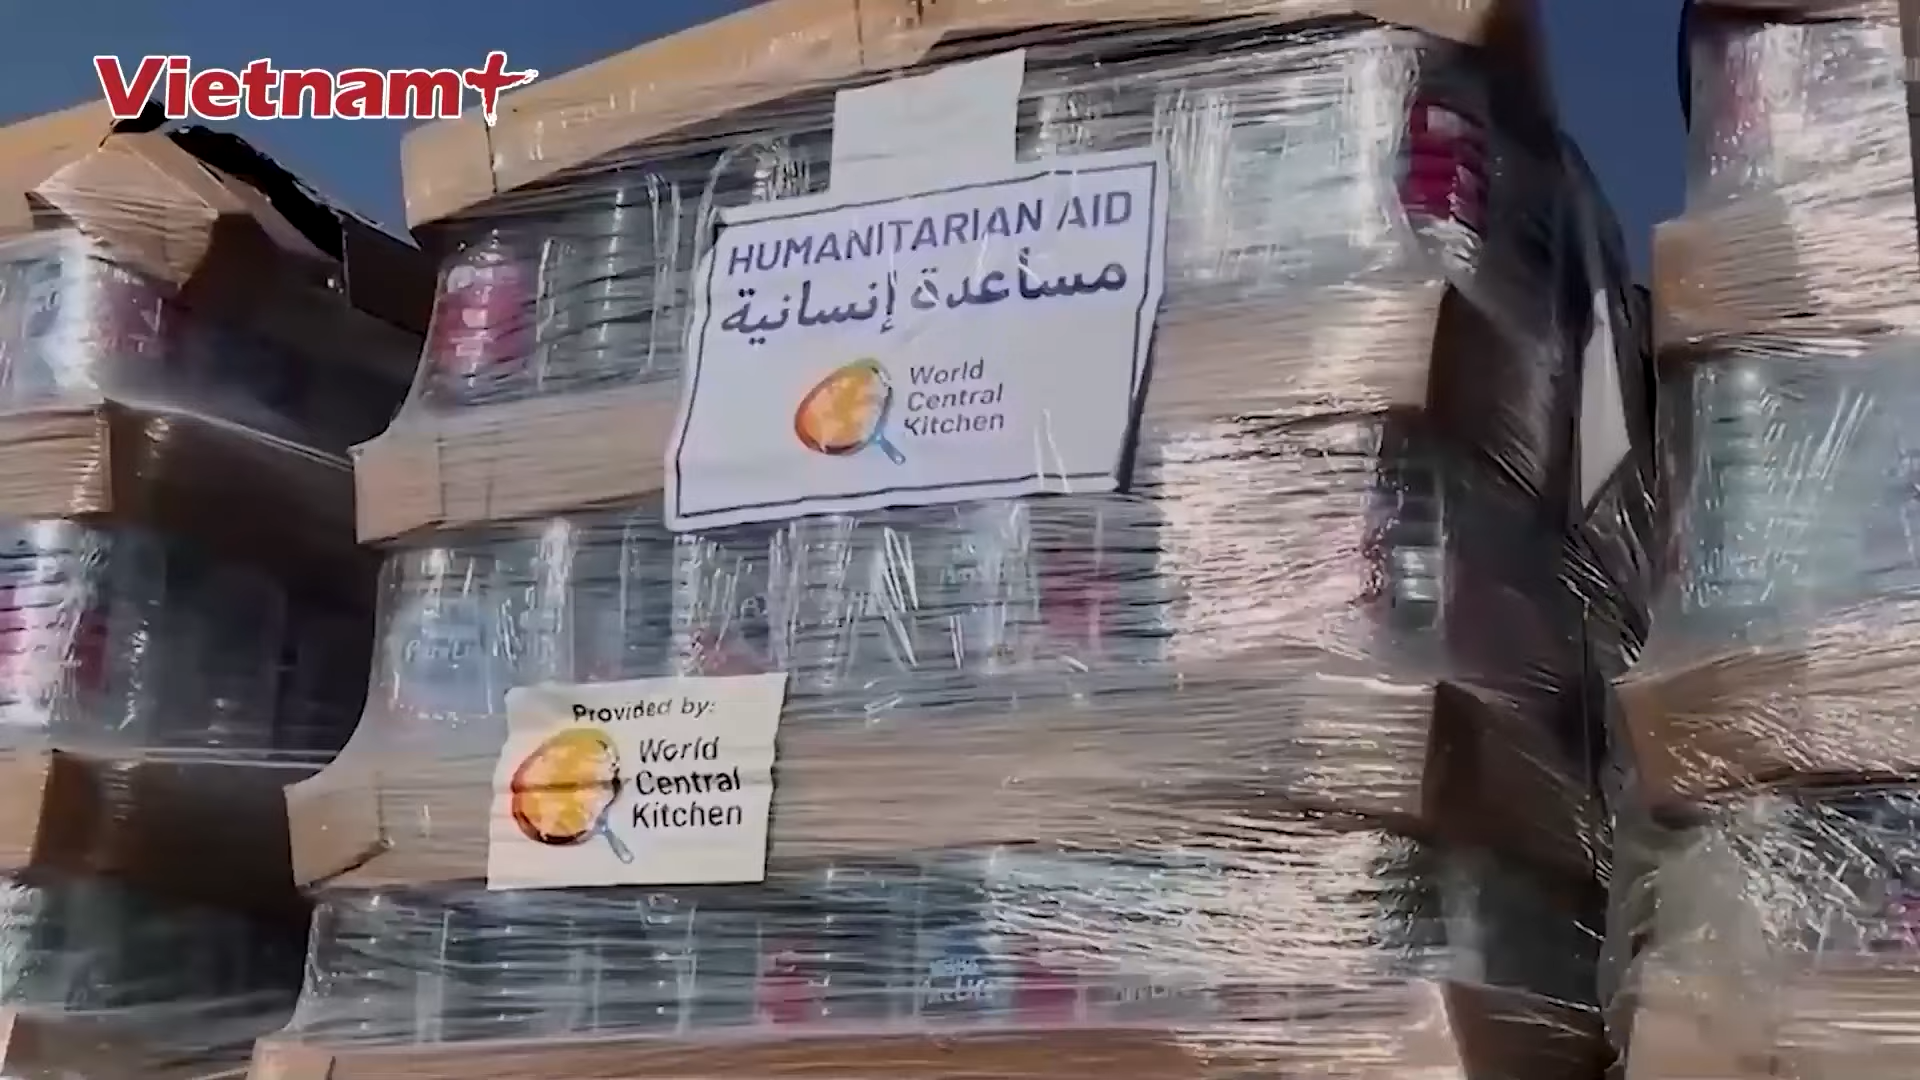 Vietnam+
HUMANITARIAN AID
مساعدة إنسانية
World
Central
Kitchen
Provided by:
World
Central
Kitchen